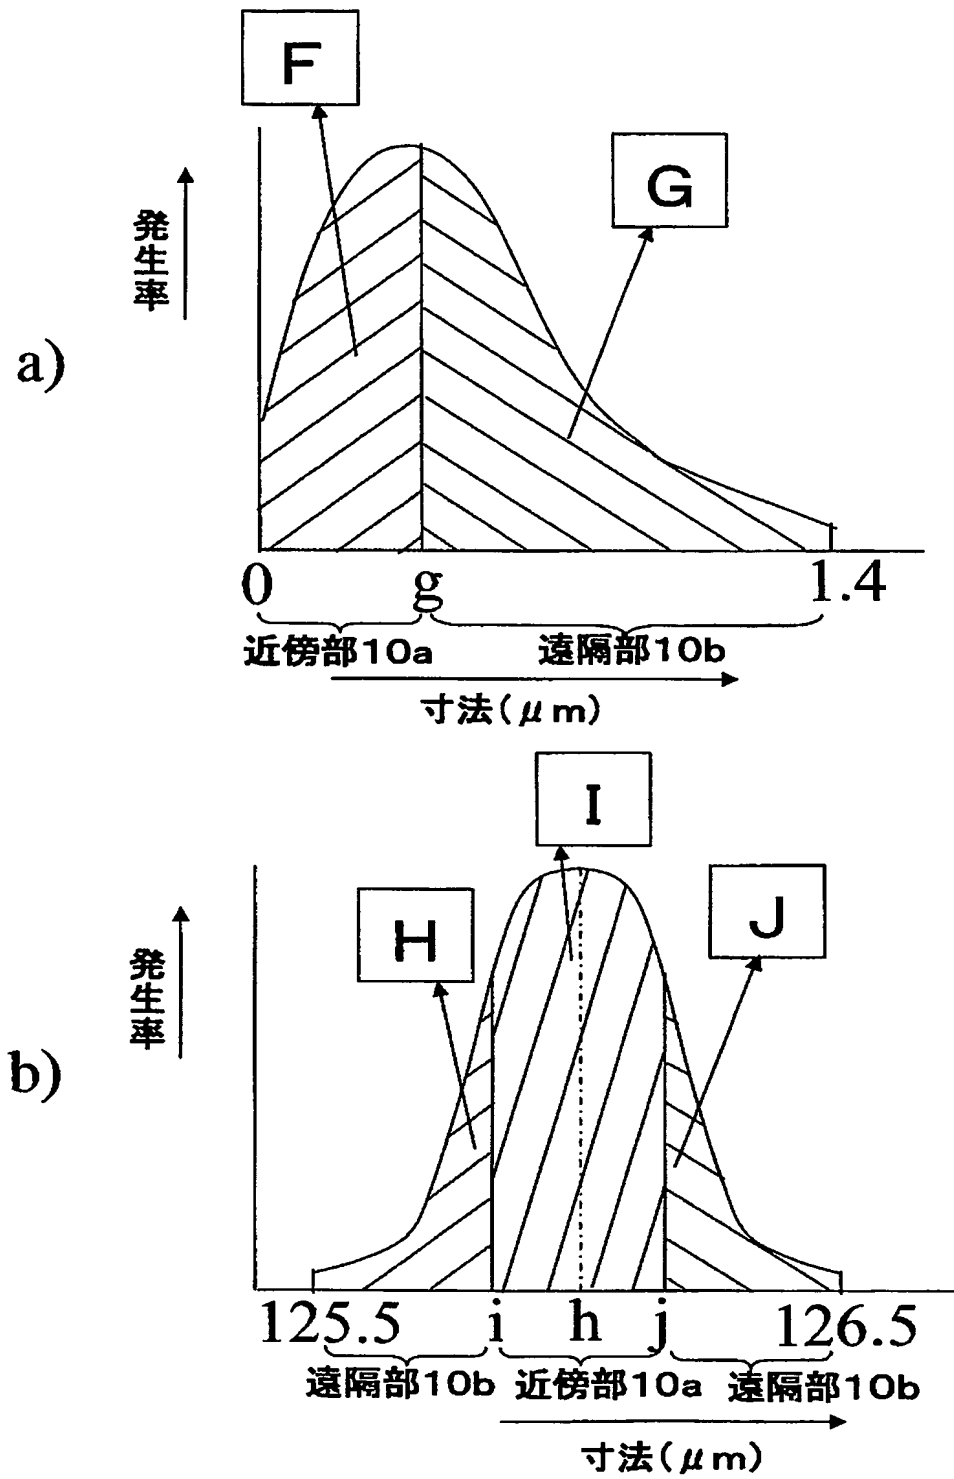 F
G
発生率
a)
0 g 1.4
近傍部10a 遠隔部10b
寸法(μm)
I
H
J
発生率
b)
125.5 i h j 126.5
遠隔部10b 近傍部10a 遠隔部10b
寸法(μm)